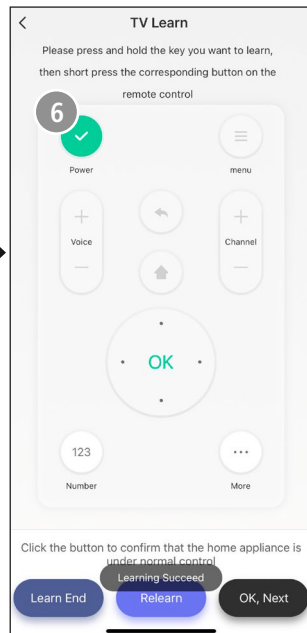 TV Learn
Please press and hold the key you want to learn,
then short press the corresponding button on the
remote control
6
Power
menu
Voice
Channel
OK
123
Number
More
Click the button to confirm that the home appliance is
under normal control
Learning Succeed
Learn End
Relearn
OK, Next